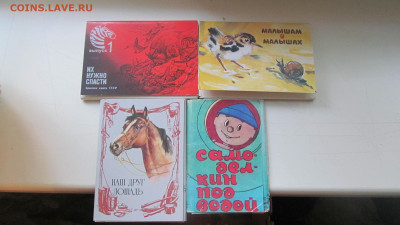 COINS.LAV.RU
выпуск 1
ИХ НУЖНО
СПАСТИ
Красная книга СССР
МАЛЫШАМ
О
МАЛЫШАХ
НАШ ДРУГ
ЛОШАДЬ
само-
дел-
кин
под
водой